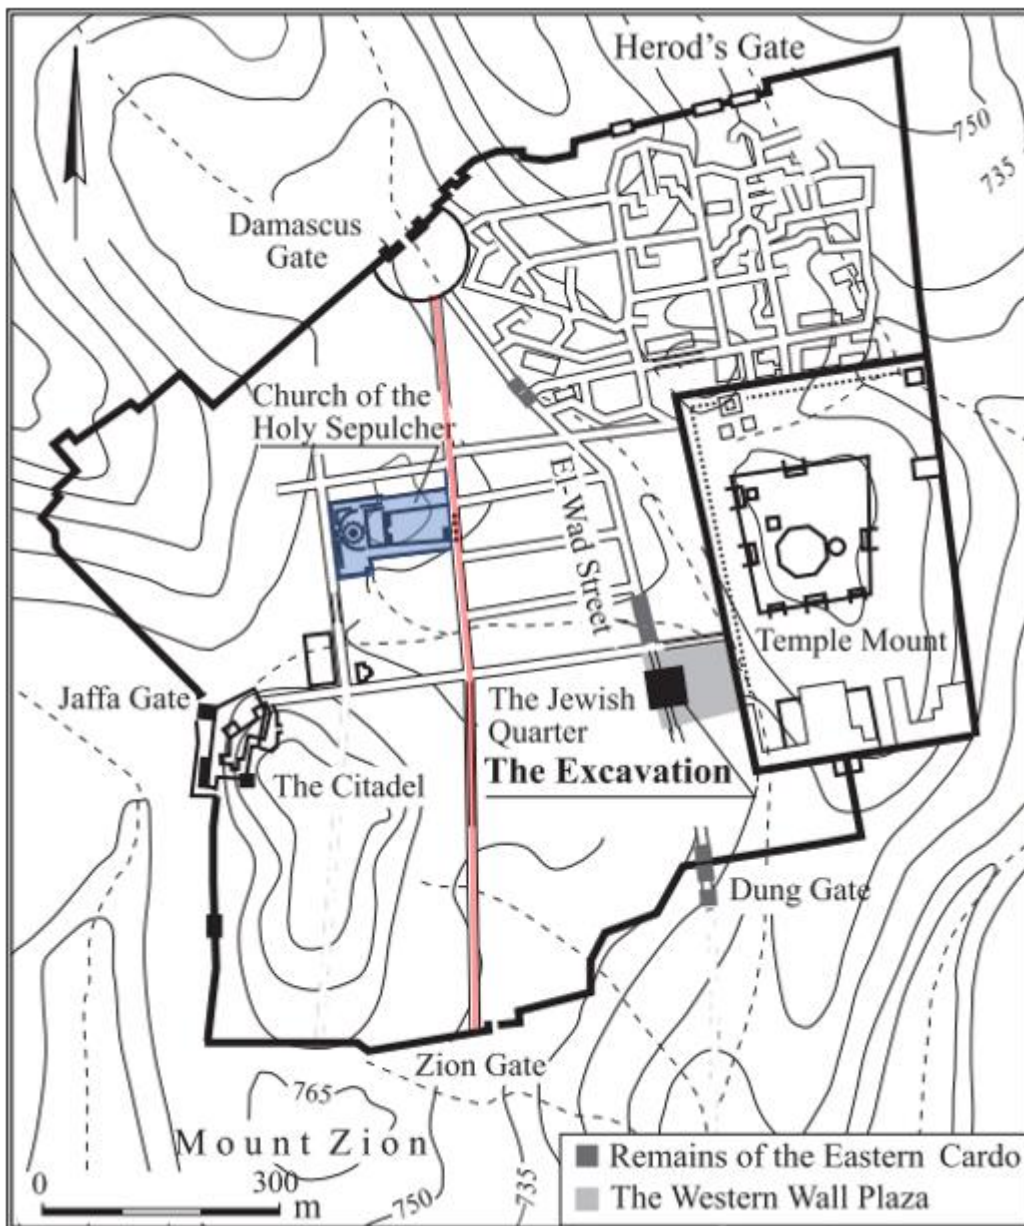 Herod's Gate
750
735
Damascus
Gate
Church of the
Holy Sepulcher
El-Wad Street
Temple Mount
Jaffa Gate
The Jewish
Quarter
The Excavation
The Citadel
Dung Gate
Zion Gate
765
Mount Zion
0
300
m
750
735
Remains of the Eastern Cardo
The Western Wall Plaza